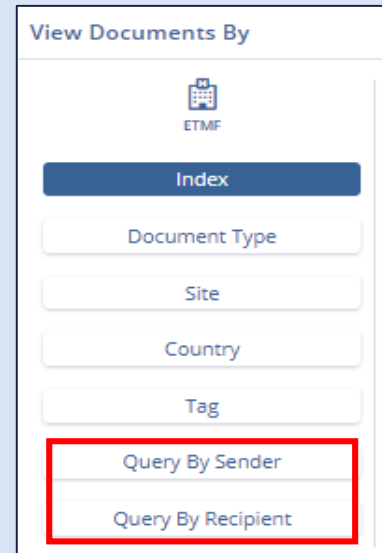 View Documents By
H
ETMF
Index
Document Type
Site
Country
Tag
Query By Sender
Query By Recipient